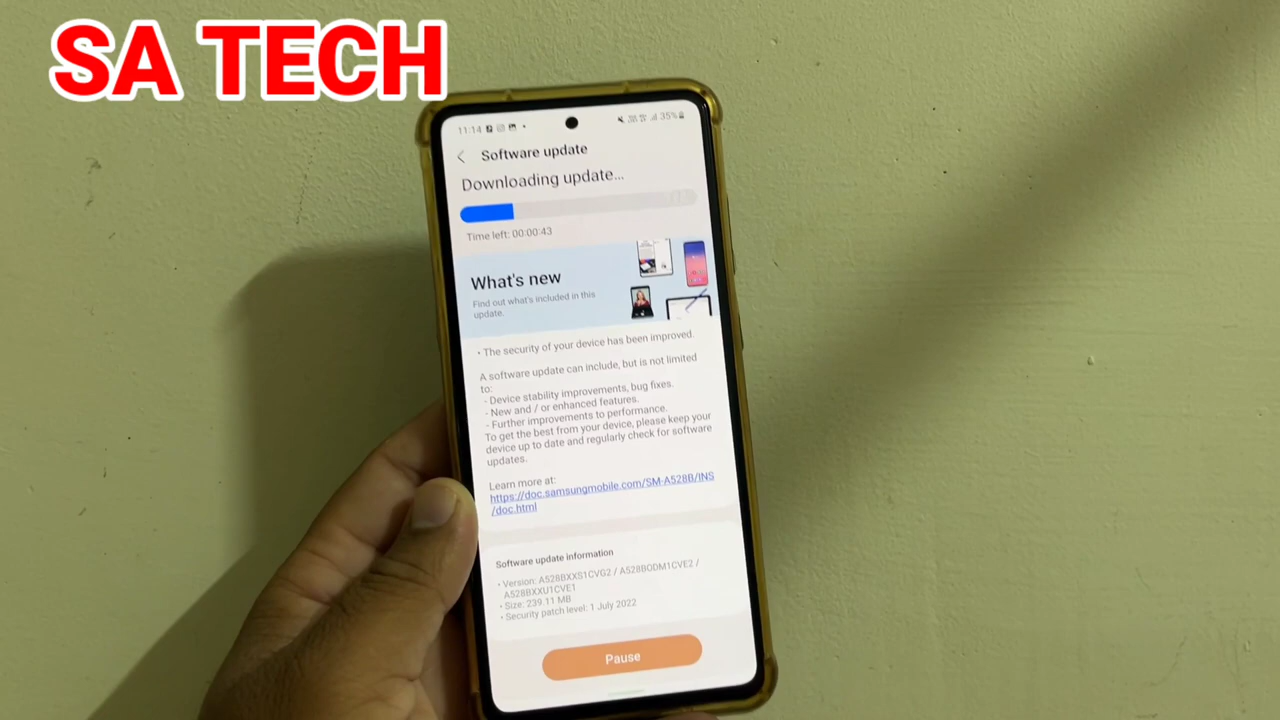 SA TECH
11:14
35%
Software update
Downloading update...
Time left: 00:00:43
What's new
Find out what's included in this
update.
• The security of your device has been improved.
A software update can include, but is not limited
to:
- Device stability improvements, bug fixes.
- New and / or enhanced features.
- Further improvements to performance.
To get the best from your device, please keep your
device up to date and regularly check for software
updates.
Learn more at:
https://doc.samsungmobile.com/SM-A528B/INS
/doc.html
Software update information
• Version: A528BXXS1CVG2 / A528BODM1CVE2 /
A528BXXU1CVE1
• Size: 239.11 MB
• Security patch level: 1 July 2022
Pause